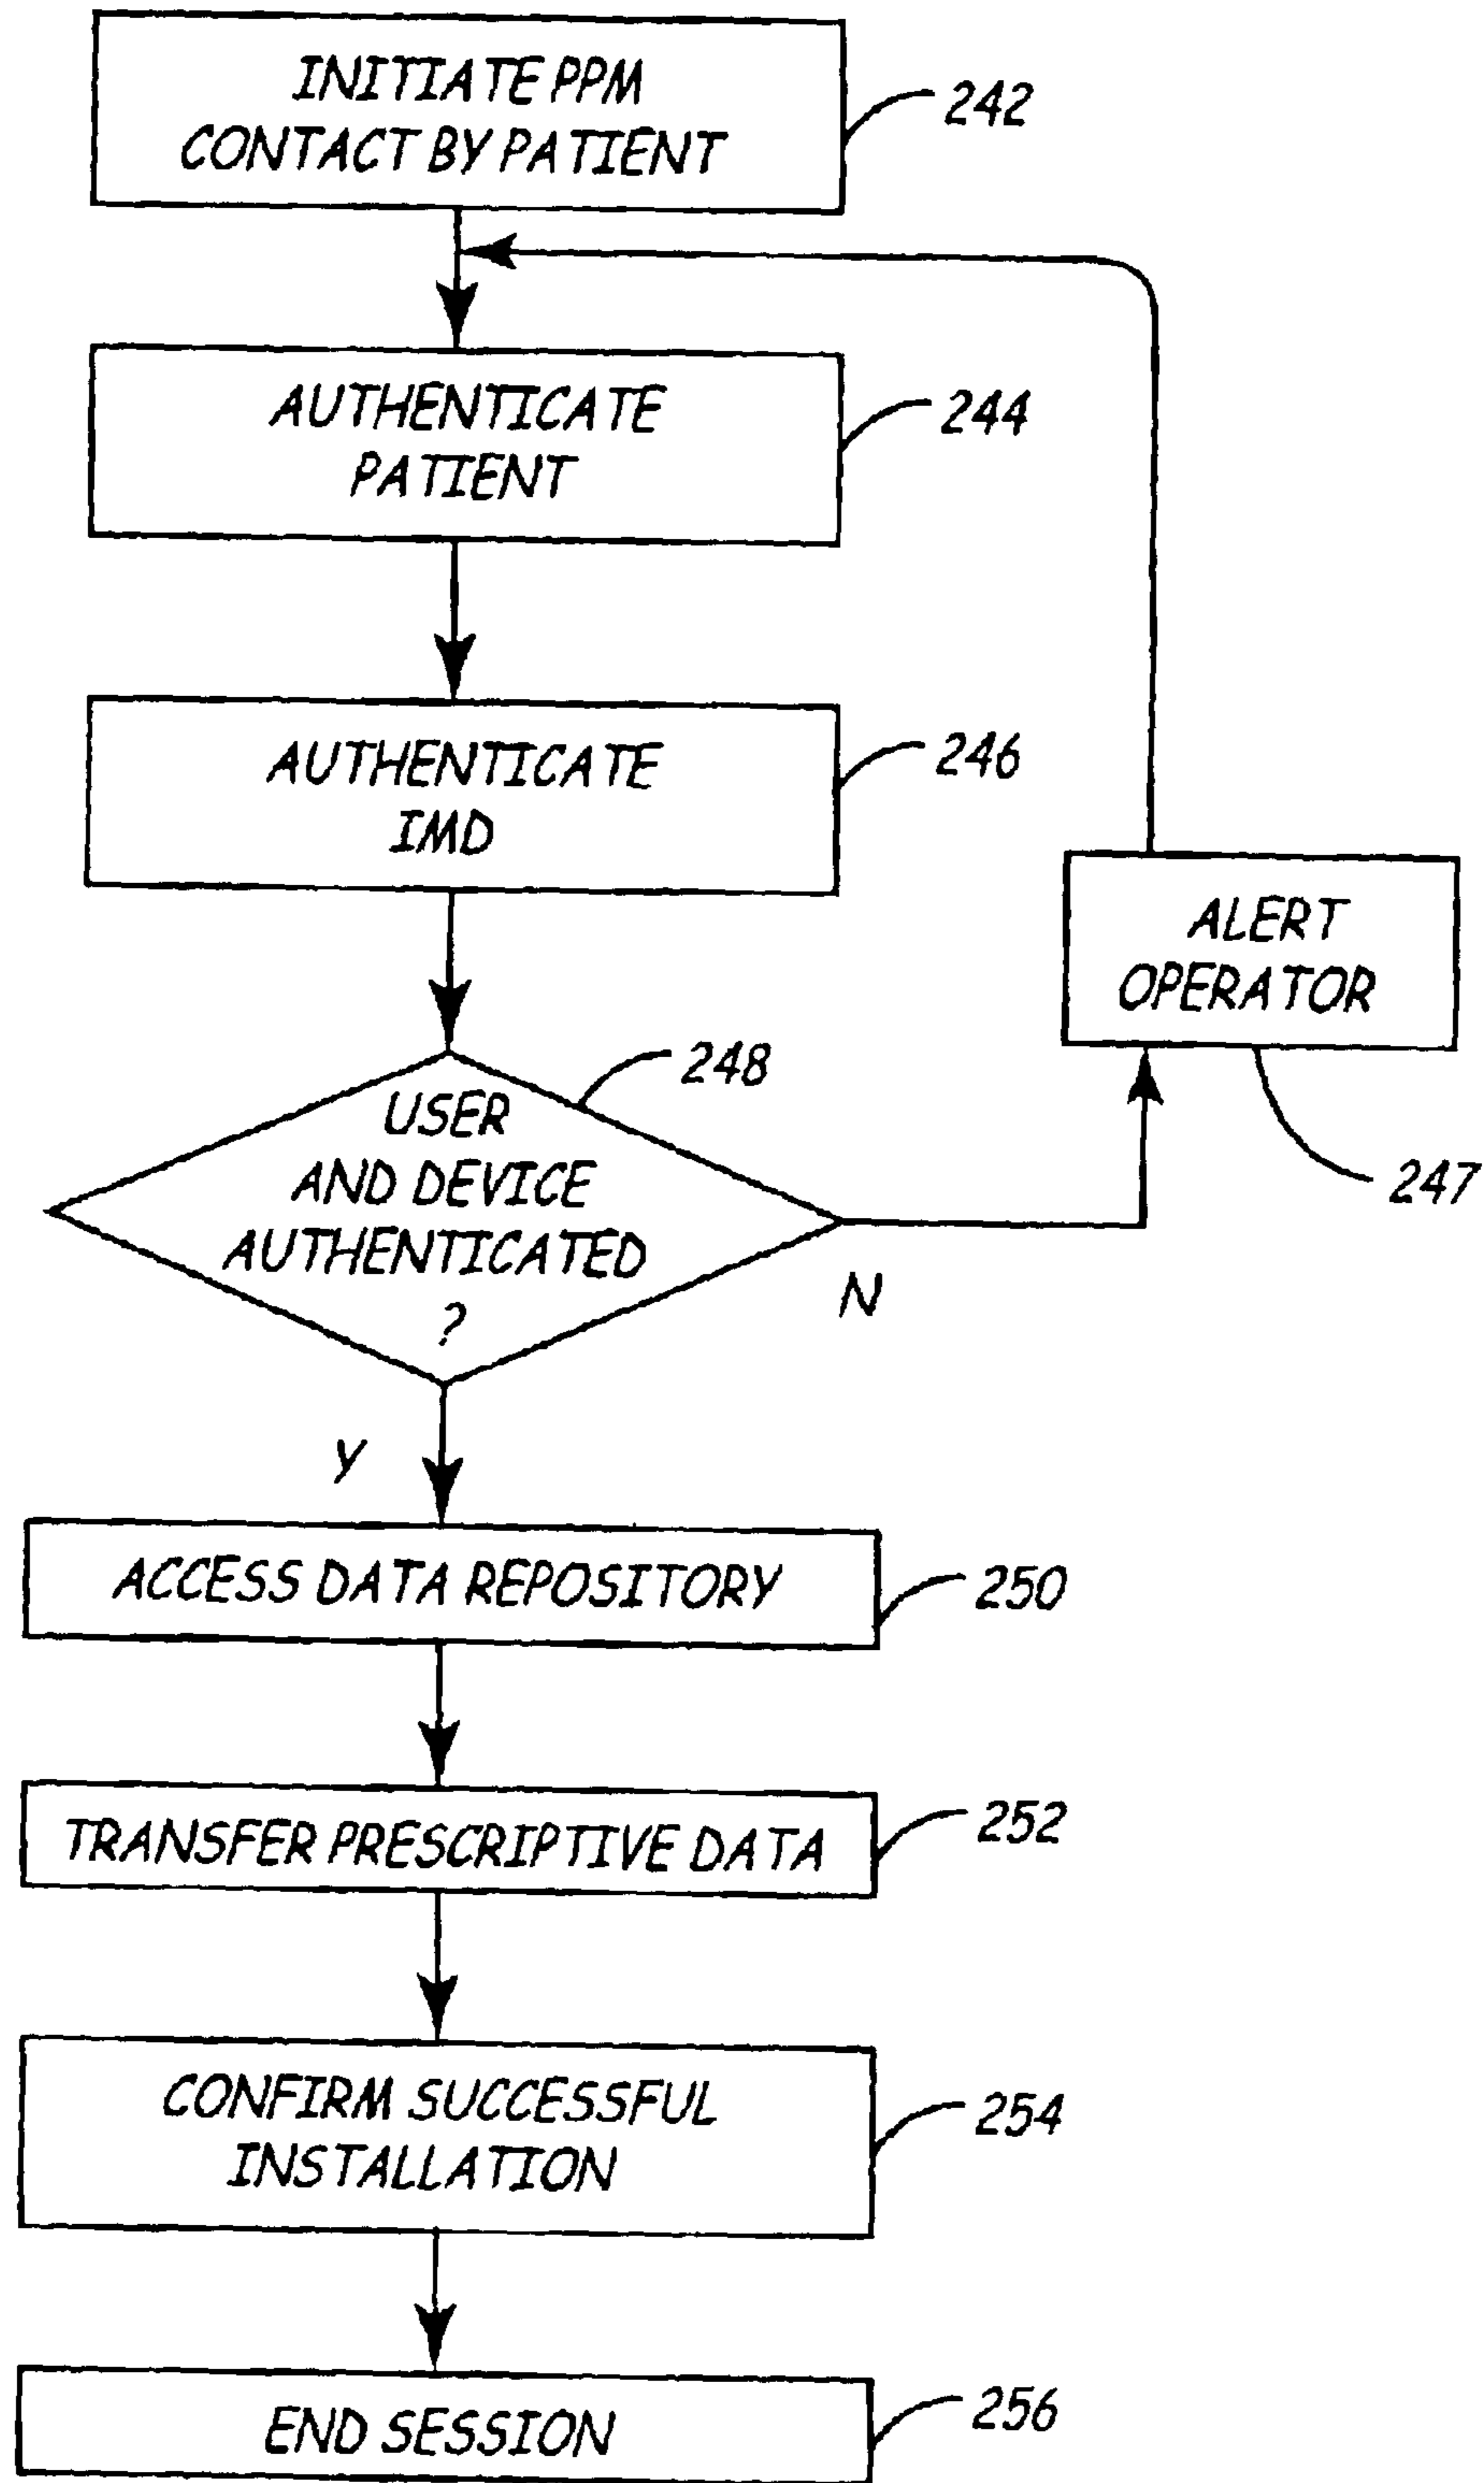 INITIATE PPM
CONTACT BY PATIENT
242
AUTHENTICATE
PATIENT
244
AUTHENTICATE
IMD
246
ALERT
OPERATOR
247
USER
AND DEVICE
AUTHENTICATED
?
248
N
Y
ACCESS DATA REPOSITORY
250
TRANSFER PRESCRIPTIVE DATA
252
CONFIRM SUCCESSFUL
INSTALLATION
254
END SESSION
256